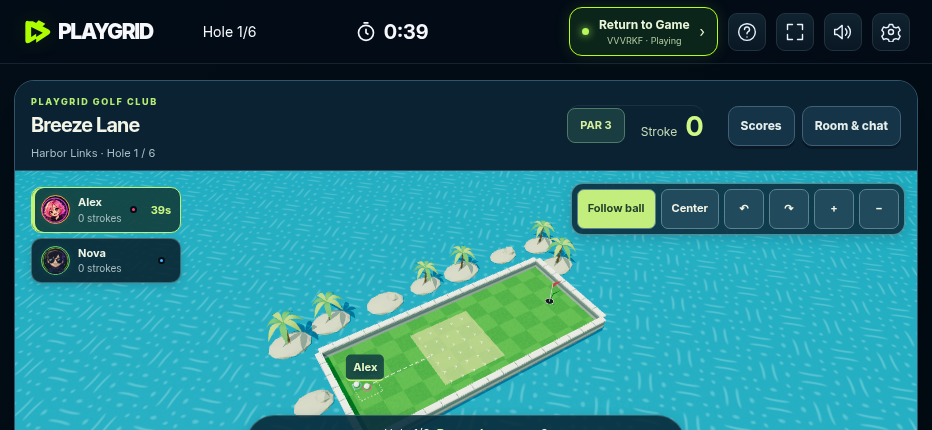 PLAYGRID
Hole 1/6
0:39
Return to Game
VVVRKF · Playing
PLAYGRID GOLF CLUB
Breeze Lane
Harbor Links · Hole 1 / 6
PAR 3
Stroke 0
Scores
Room & chat
Alex
0 strokes
39s
Nova
0 strokes
Follow ball
Center
+
−
Alex